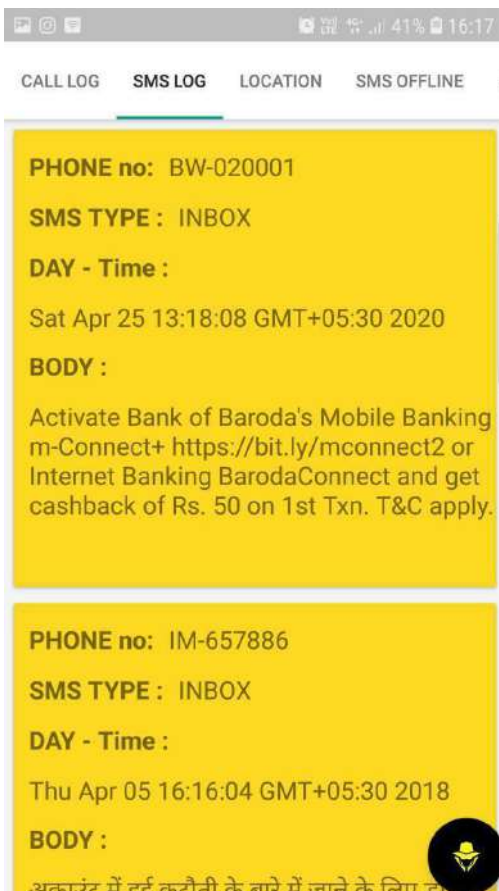 41% 16:17
CALL LOG SMS LOG LOCATION SMS OFFLINE
PHONE no: BW-020001
SMS TYPE : INBOX
DAY - Time :
Sat Apr 25 13:18:08 GMT+05:30 2020
BODY :
Activate Bank of Baroda's Mobile Banking
m-Connect+ https://bit.ly/mconnect2 or
Internet Banking BarodaConnect and get
cashback of Rs. 50 on 1st Txn. T&C apply.
PHONE no: IM-657886
SMS TYPE : INBOX
DAY - Time :
Thu Apr 05 16:16:04 GMT+05:30 2018
BODY :
अकाउंट में हुई कटौती के बारे में जाने के लिए